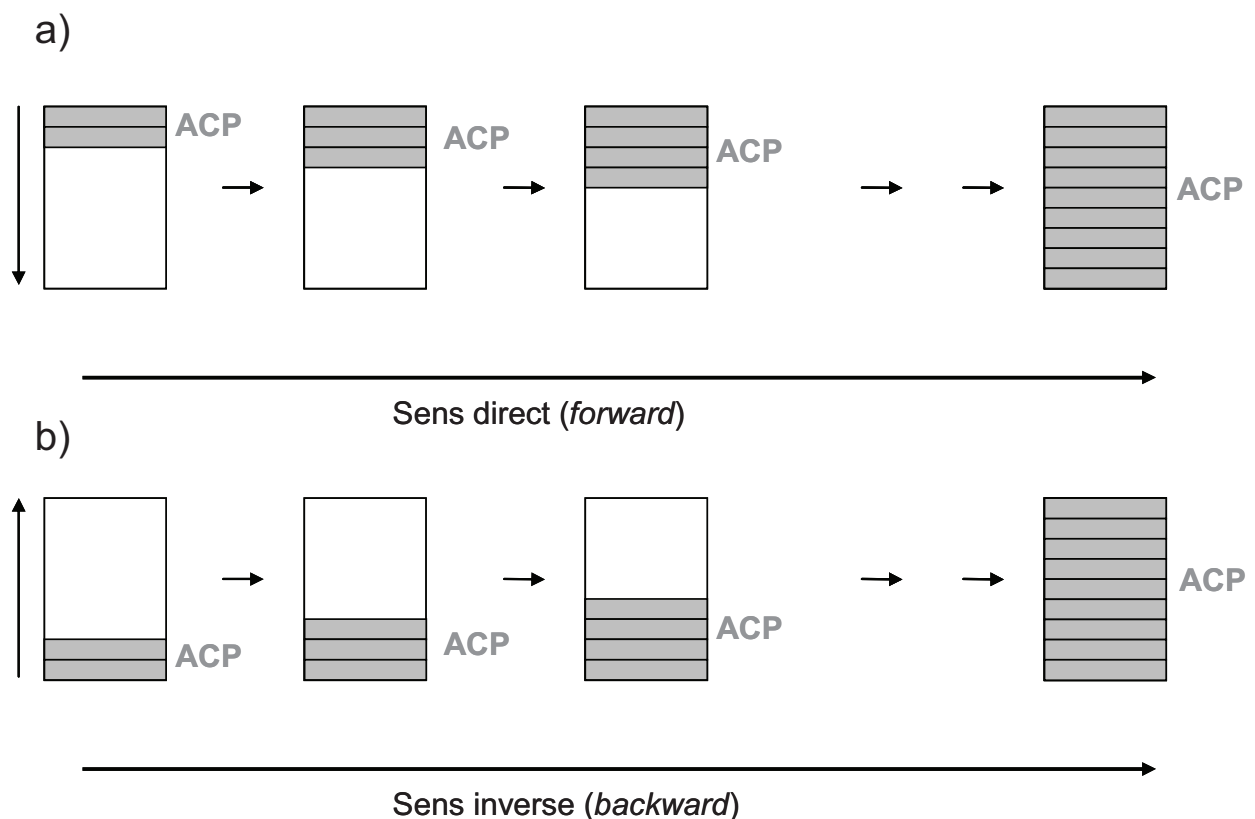 a)
ACP
ACP
ACP
ACP
Sens direct (forward)
b)
ACP
ACP
ACP
ACP
Sens inverse (backward)